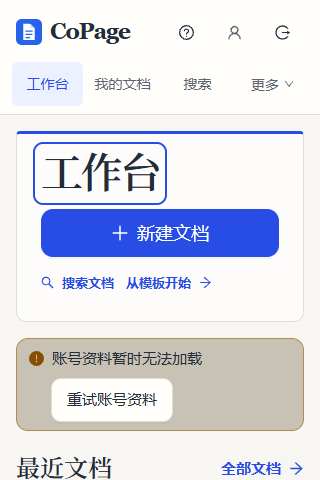 CoPage
工作台 我的文档 搜索 更多
工作台
新建文档
搜索文档 从模板开始
账号资料暂时无法加载
重试账号资料
最近文档 全部文档